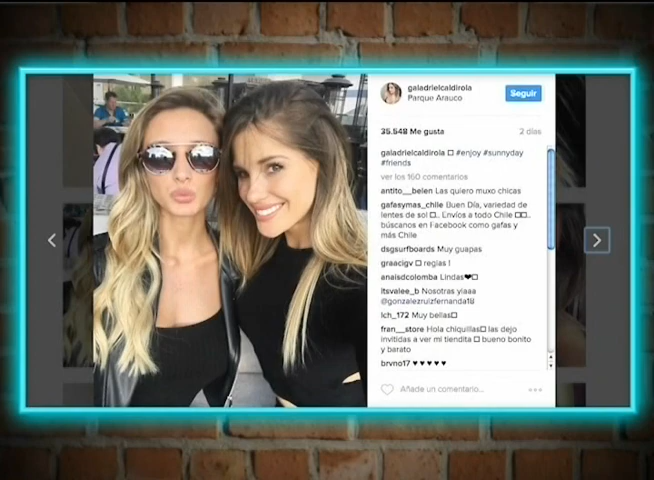 galadrielcaldirola
Parque Arauco
Seguir
35.548 Me gusta
2 días
galadrielcaldirola □ #enjoy #sunnyday
#friends
ver los 160 comentarios
antito__belen Las quiero muxo chicas
gafasymas_chile Buen Día, variedad de
lentes de sol □.. Envíos a todo Chile □□..
búscanos en Facebook como gafas y
más Chile
dsgsurfboards Muy guapas
graacigv □ regias !
anaisdcolomba Lindas❤□
itsvalee_b Nosotras yiaaa
@gonzalezruizfernanda18
lch_172 Muy bellas□
fran__store Hola chiquillas□ las dejo
invitadas a ver mi tiendita □ bueno bonito
y barato
brvno17 ♥ ♥ ♥ ♥ ♥
Añade un comentario...